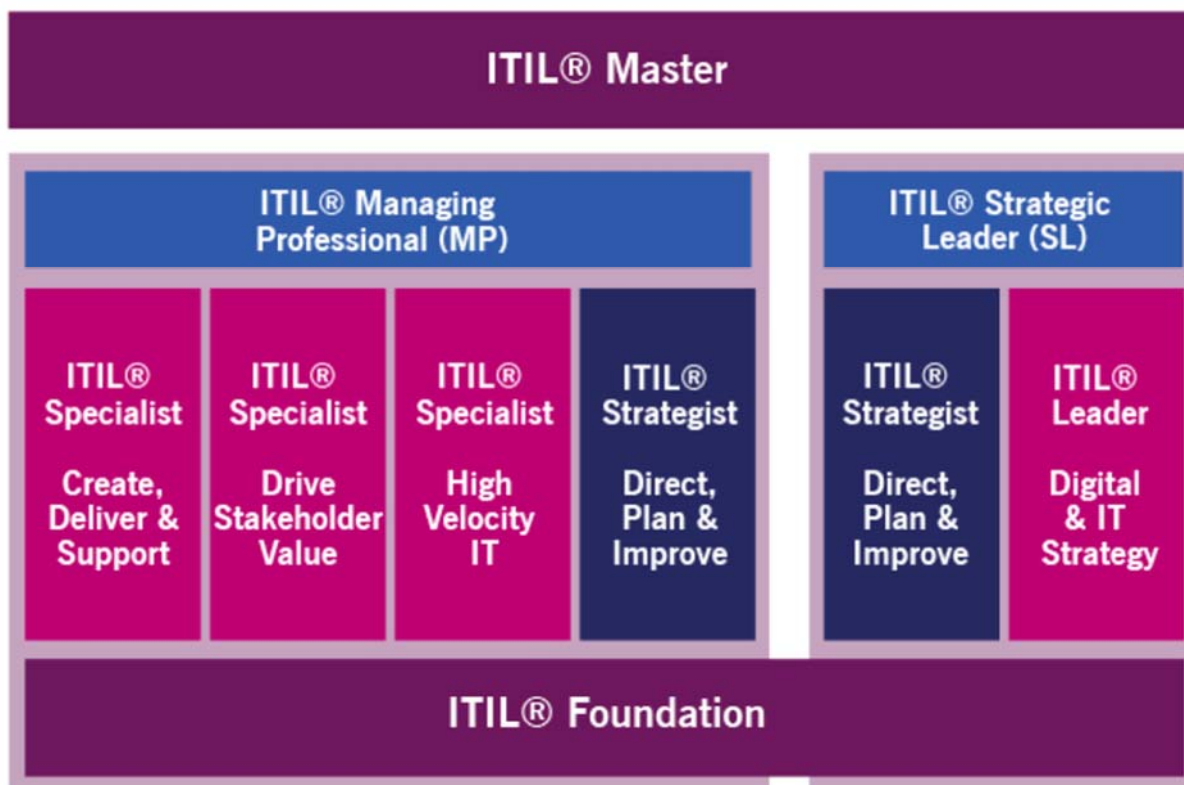 ITIL® Master
ITIL® Managing
Professional (MP)
ITIL® Strategic
Leader (SL)
ITIL®
Specialist
Create,
Deliver &
Support
ITIL®
Specialist
Drive
Stakeholder
Value
ITIL®
Specialist
High
Velocity
IT
ITIL®
Strategist
Direct,
Plan &
Improve
ITIL®
Strategist
Direct,
Plan &
Improve
ITIL®
Leader
Digital
& IT
Strategy
ITIL® Foundation